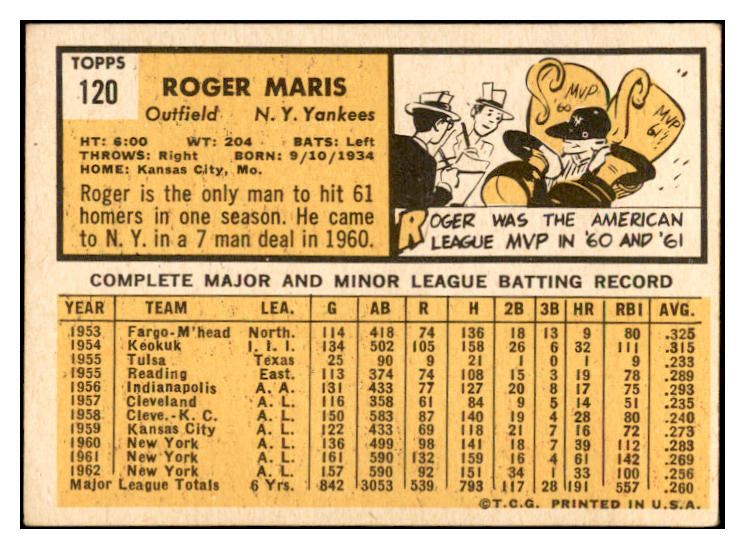 TOPPS
120
ROGER MARIS
Outfield N. Y. Yankees
HT: 6:00 WT: 204 BATS: Left
THROWS: Right BORN: 9/10/1934
HOME: Kansas City, Mo.
Roger is the only man to hit 61
homers in one season. He came
to N. Y. in a 7 man deal in 1960.
MVP
'60
MVP
61
ROGER WAS THE AMERICAN
LEAGUE MVP IN '60 AND '61
COMPLETE MAJOR AND MINOR LEAGUE BATTING RECORD
YEAR TEAM LEA. G AB R H 2B 3B HR RBI AVG.
1953 Fargo-M'head North. 114 418 74 136 18 13 9 80 .325
1954 Keokuk I. I. I. 134 502 105 158 26 6 32 111 .315
1955 Tulsa Texas 25 90 9 21 1 0 1 9 .233
1955 Reading East. 113 374 74 108 15 3 19 78 .289
1956 Indianapolis A. A. 131 433 77 127 20 8 17 75 .293
1957 Cleveland A. L. 116 358 61 84 9 5 14 51 .235
1958 Cleve.-K. C. A. L. 150 583 87 140 19 4 28 80 .240
1959 Kansas City A. L. 122 433 69 118 21 7 16 72 .273
1960 New York A. L. 136 499 98 141 18 7 39 112 .283
1961 New York A. L. 161 590 132 159 16 4 61 142 .269
1962 New York A. L. 157 590 92 151 34 1 33 100 .256
Major League Totals 6 Yrs. 842 3053 539 793 117 28 191 557 .260
©T.C.G. PRINTED IN U.S.A.